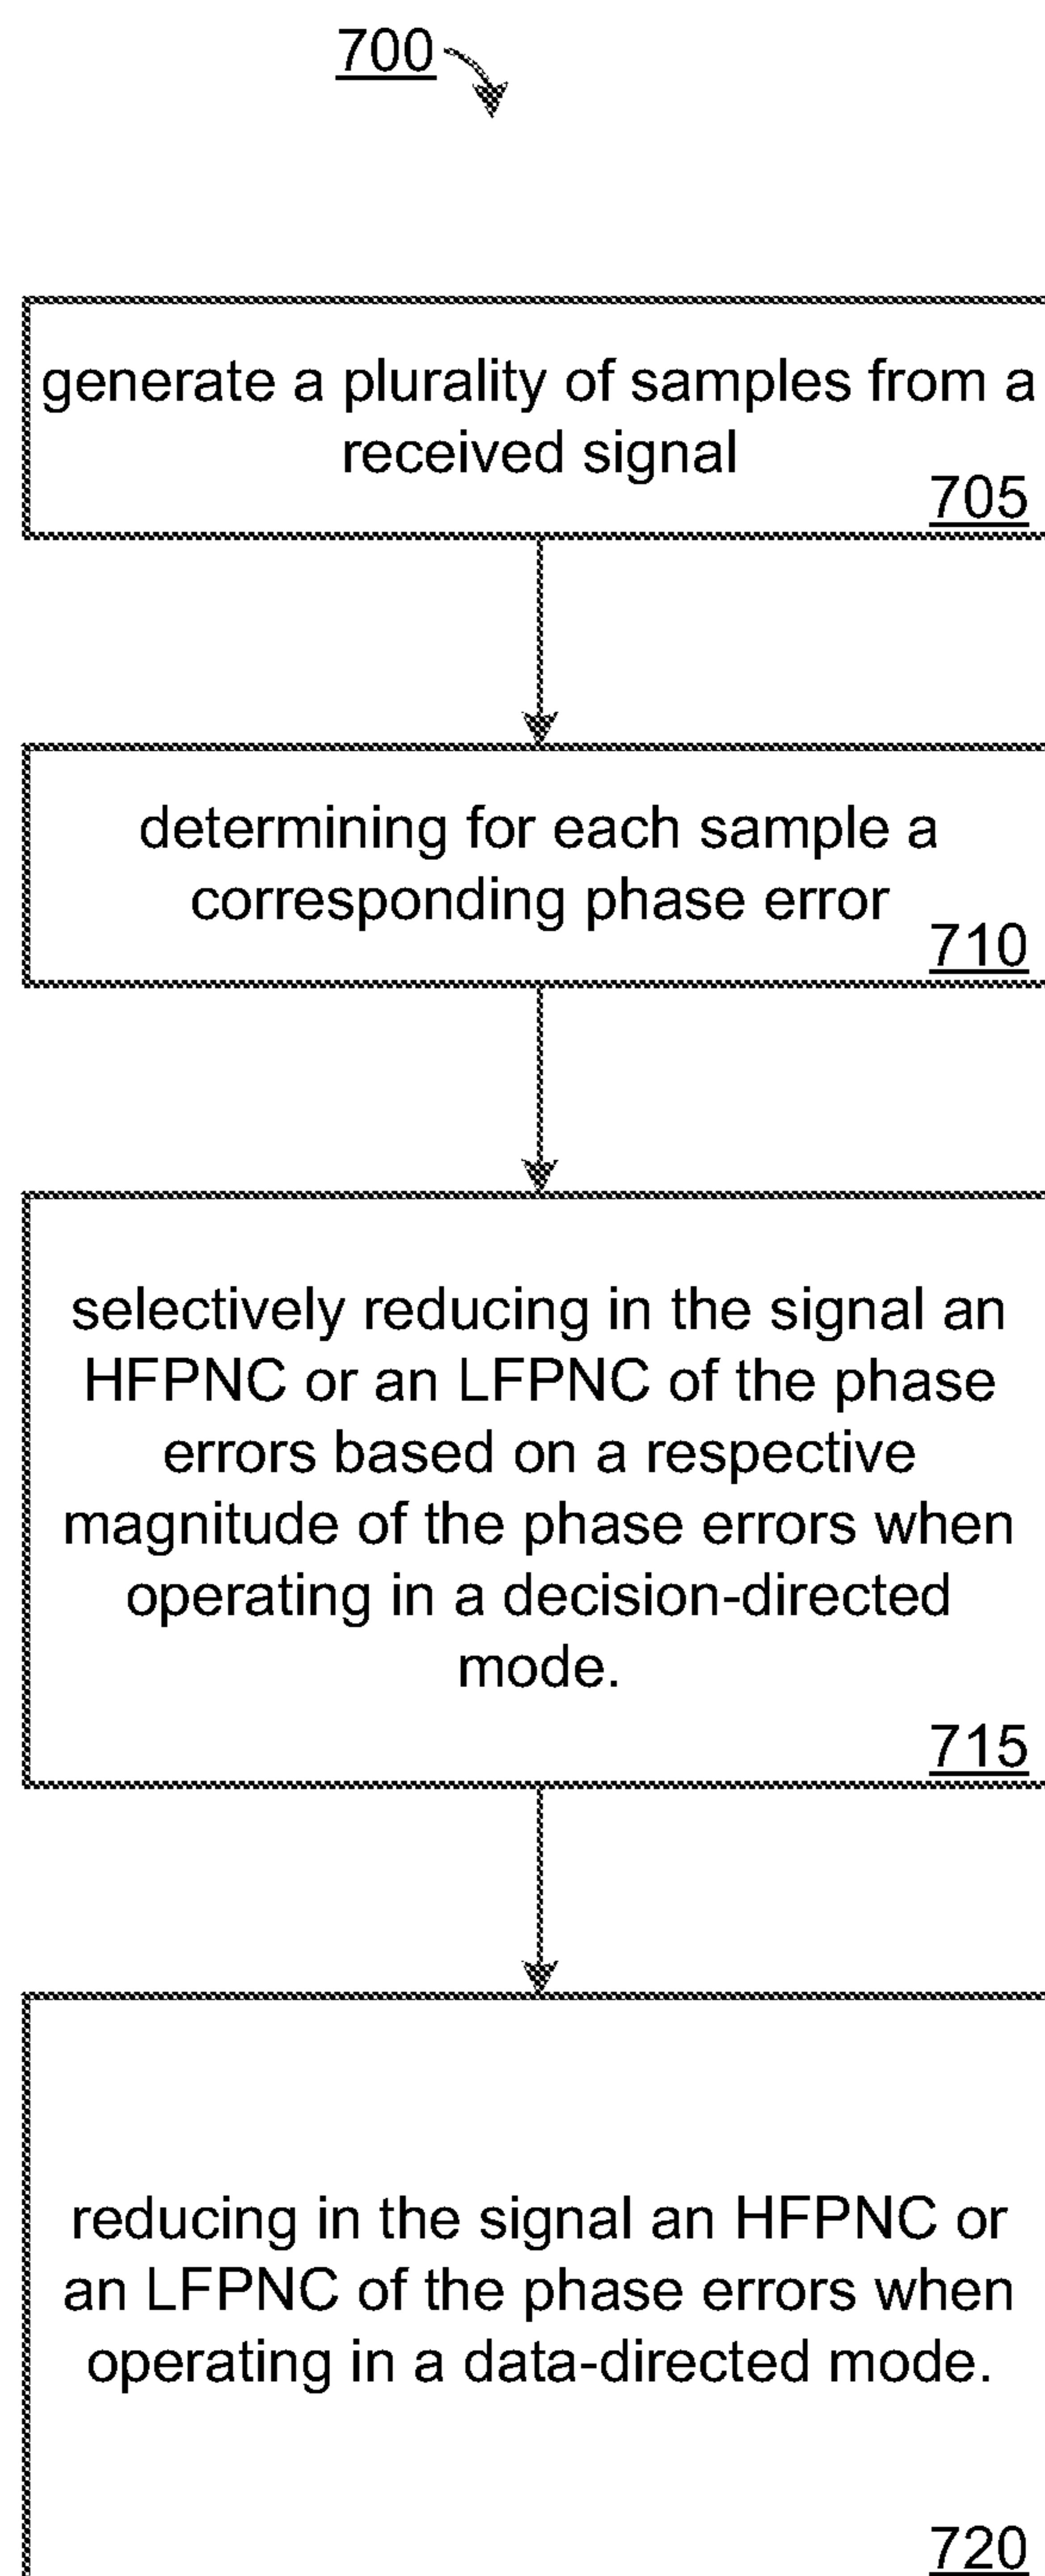 700
generate a plurality of samples from a
received signal
705
determining for each sample a
corresponding phase error
710
selectively reducing in the signal an
HFPNC or an LFPNC of the phase
errors based on a respective
magnitude of the phase errors when
operating in a decision-directed
mode.
715
reducing in the signal an HFPNC or
an LFPNC of the phase errors when
operating in a data-directed mode.
720